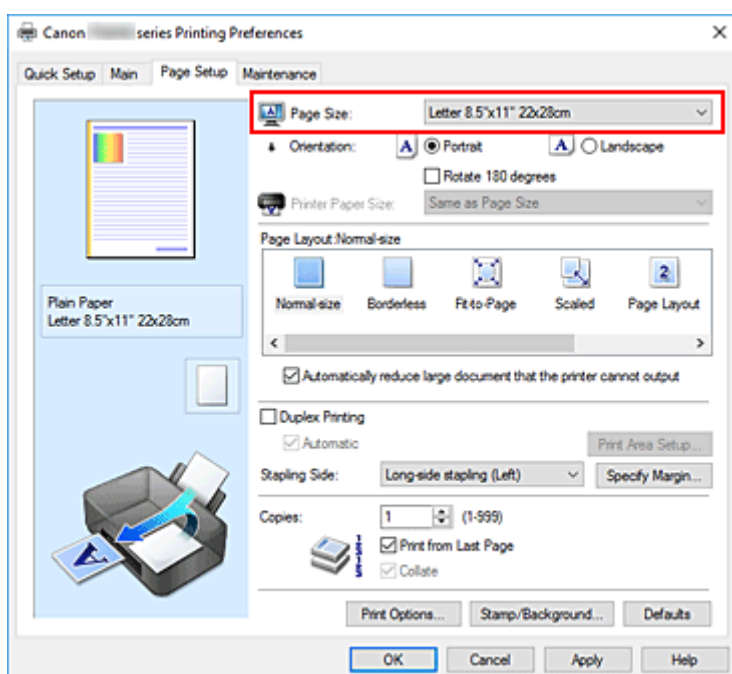 Canon series Printing Preferences
Quick Setup Main Page Setup Maintenance
Page Size: Letter 8.5"x11" 22x28cm
Orientation: A Portrait A Landscape
Rotate 180 degrees
Printer Paper Size: Same as Page Size
Page Layout:Normal-size
2
Normal-size Borderless Fit-to-Page Scaled Page Layout
Plain Paper
Letter 8.5"x11" 22x28cm
Automatically reduce large document that the printer cannot output
Duplex Printing
Automatic
Print Area Setup...
Stapling Side: Long-side stapling (Left) Specify Margin...
Copies: 1 (1-999)
Print from Last Page
Collate
A
Print Options... Stamp/Background... Defaults
OK Cancel Apply Help